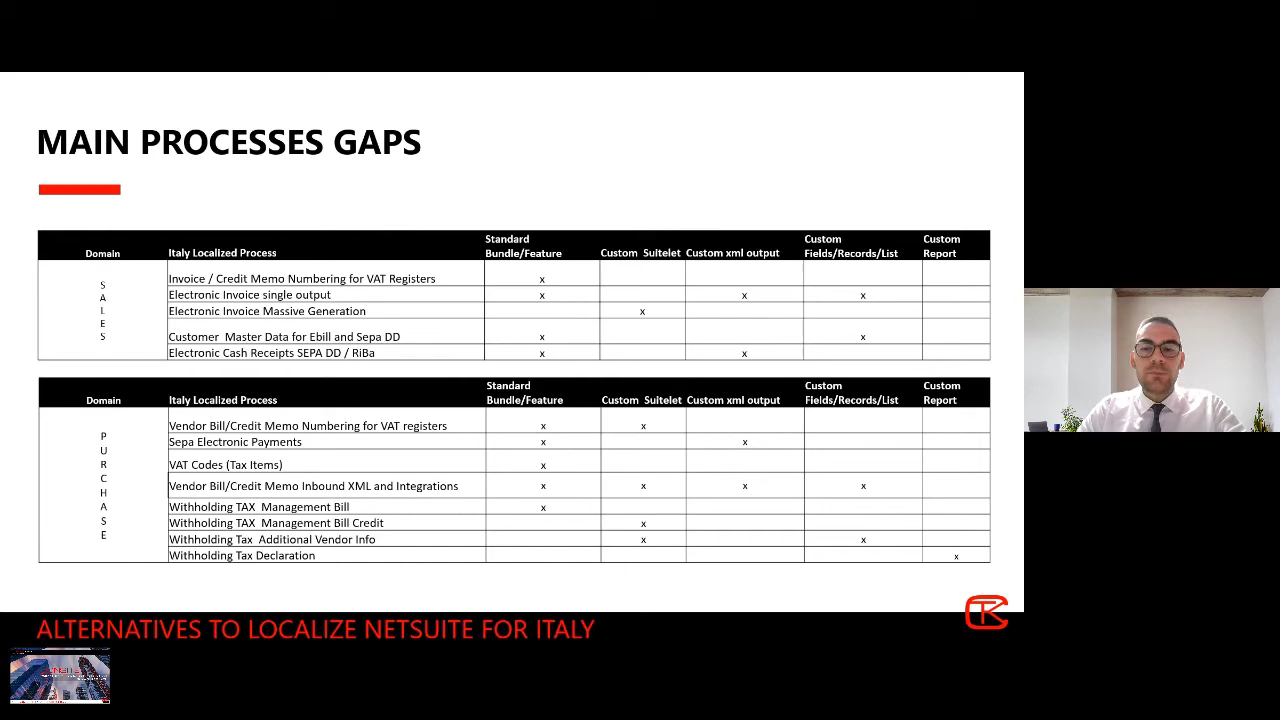 MAIN PROCESSES GAPS
Domain Italy Localized Process Standard Bundle/Feature Custom Suitelet Custom xml output Custom Fields/Records/List Custom Report
SALES
Invoice / Credit Memo Numbering for VAT Registers x
Electronic Invoice single output x x x
Electronic Invoice Massive Generation x
Customer Master Data for Ebill and Sepa DD x x
Electronic Cash Receipts SEPA DD / RiBa x x
Domain Italy Localized Process Standard Bundle/Feature Custom Suitelet Custom xml output Custom Fields/Records/List Custom Report
PURCHASE
Vendor Bill/Credit Memo Numbering for VAT registers x x
Sepa Electronic Payments x x
VAT Codes (Tax Items) x
Vendor Bill/Credit Memo Inbound XML and Integrations x x x x
Withholding TAX Management Bill x
Withholding TAX Management Bill Credit x
Withholding Tax Additional Vendor Info x x
Withholding Tax Declaration x
ALTERNATIVES TO LOCALIZE NETSUITE FOR ITALY